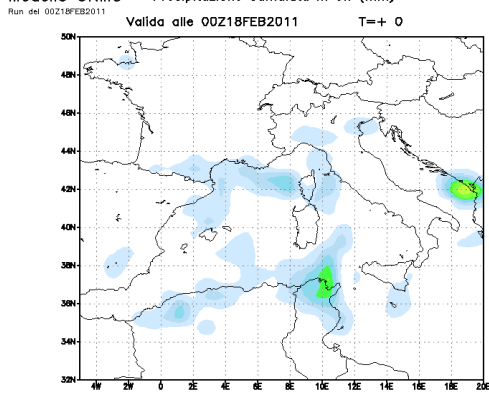 Run del 00Z18FEB2011
Valida alle 00Z18FEB2011 T=+ 0
50N
48N
46N
44N
42N
40N
38N
36N
34N
32N
4W 2W 0 2E 4E 6E 8E 10E 12E 14E 16E 18E 20E